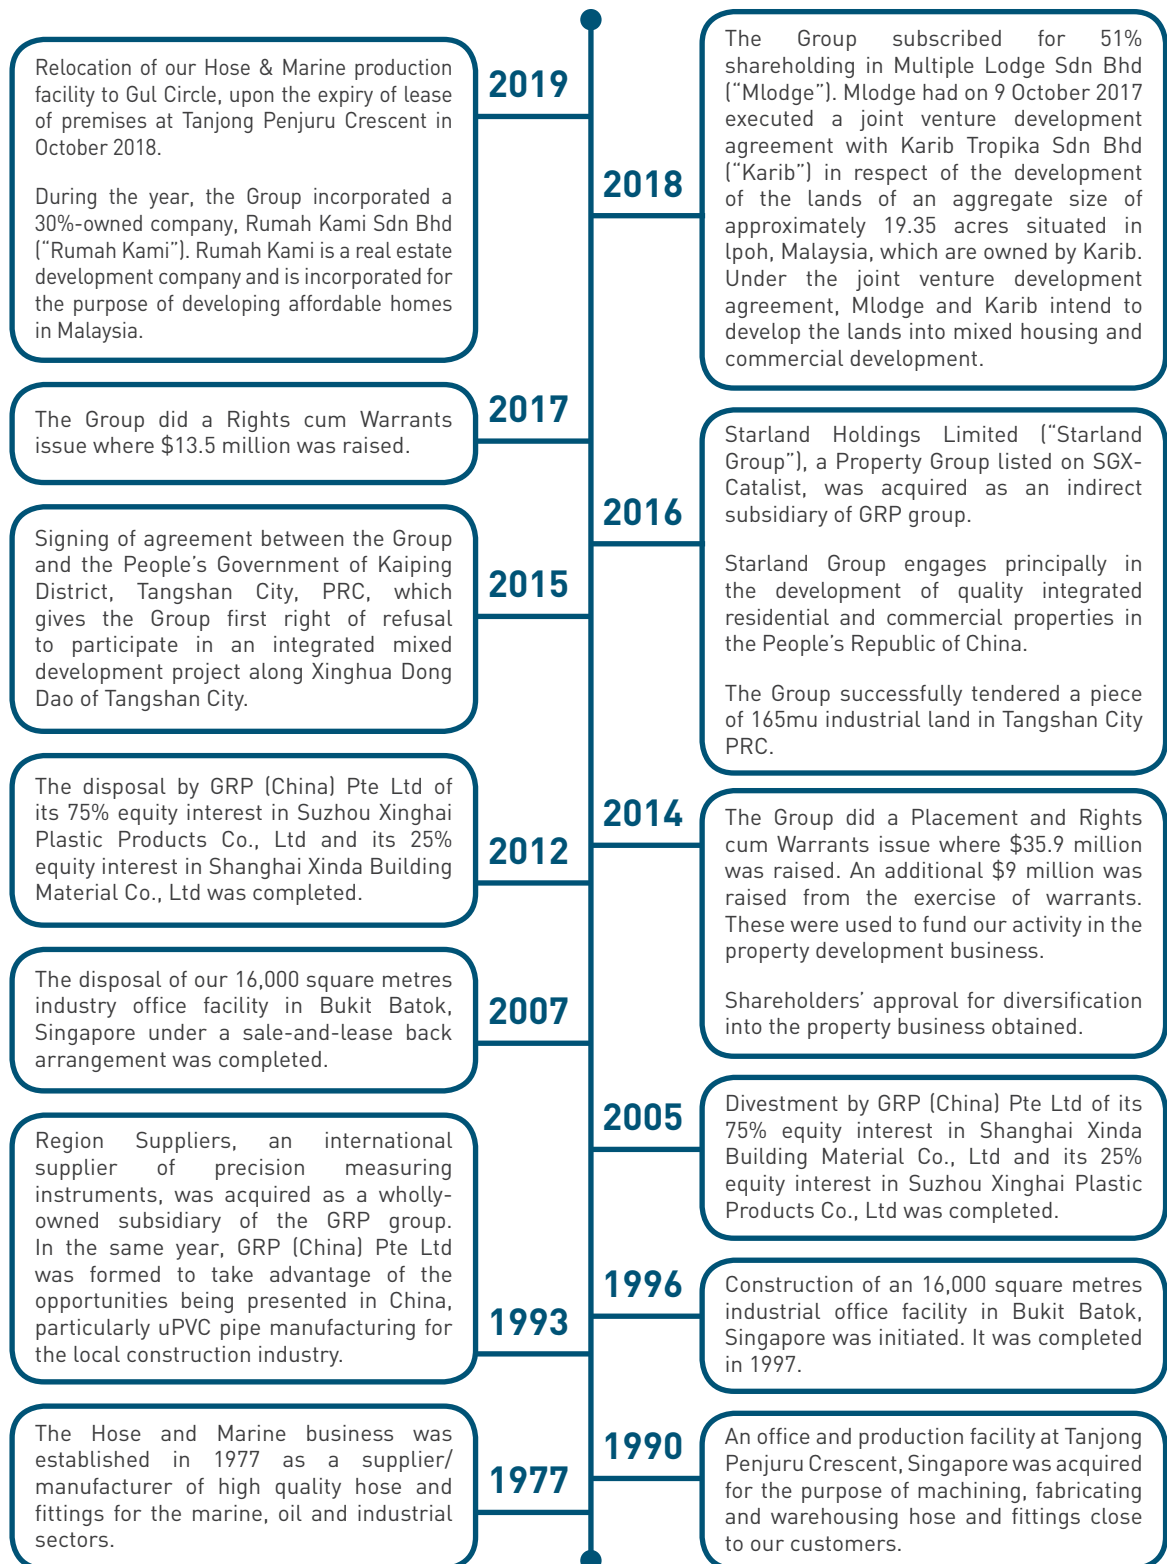 2019
Relocation of our Hose & Marine production
facility to Gul Circle, upon the expiry of lease
of premises at Tanjong Penjuru Crescent in
October 2018.
During the year, the Group incorporated a
30%-owned company, Rumah Kami Sdn Bhd
(“Rumah Kami”). Rumah Kami is a real estate
development company and is incorporated for
the purpose of developing affordable homes
in Malaysia.
2018
The Group subscribed for 51%
shareholding in Multiple Lodge Sdn Bhd
(“Mlodge”). Mlodge had on 9 October 2017
executed a joint venture development
agreement with Karib Tropika Sdn Bhd
(“Karib”) in respect of the development
of the lands of an aggregate size of
approximately 19.35 acres situated in
Ipoh, Malaysia, which are owned by Karib.
Under the joint venture development
agreement, Mlodge and Karib intend to
develop the lands into mixed housing and
commercial development.
2017
The Group did a Rights cum Warrants
issue where $13.5 million was raised.
2016
Starland Holdings Limited (“Starland
Group”), a Property Group listed on SGX-
Catalist, was acquired as an indirect
subsidiary of GRP group.
Starland Group engages principally in
the development of quality integrated
residential and commercial properties in
the People’s Republic of China.
The Group successfully tendered a piece
of 165mu industrial land in Tangshan City
PRC.
2015
Signing of agreement between the Group
and the People’s Government of Kaiping
District, Tangshan City, PRC, which
gives the Group first right of refusal
to participate in an integrated mixed
development project along Xinghua Dong
Dao of Tangshan City.
2014
The Group did a Placement and Rights
cum Warrants issue where $35.9 million
was raised. An additional $9 million was
raised from the exercise of warrants.
These were used to fund our activity in the
property development business.
Shareholders’ approval for diversification
into the property business obtained.
2012
The disposal by GRP (China) Pte Ltd of
its 75% equity interest in Suzhou Xinghai
Plastic Products Co., Ltd and its 25%
equity interest in Shanghai Xinda Building
Material Co., Ltd was completed.
2007
The disposal of our 16,000 square metres
industry office facility in Bukit Batok,
Singapore under a sale-and-lease back
arrangement was completed.
2005
Divestment by GRP (China) Pte Ltd of its
75% equity interest in Shanghai Xinda
Building Material Co., Ltd and its 25%
equity interest in Suzhou Xinghai Plastic
Products Co., Ltd was completed.
1996
Construction of an 16,000 square metres
industrial office facility in Bukit Batok,
Singapore was initiated. It was completed
in 1997.
1993
Region Suppliers, an international
supplier of precision measuring
instruments, was acquired as a wholly-
owned subsidiary of the GRP group.
In the same year, GRP (China) Pte Ltd
was formed to take advantage of the
opportunities being presented in China,
particularly uPVC pipe manufacturing for
the local construction industry.
1990
An office and production facility at Tanjong
Penjuru Crescent, Singapore was acquired
for the purpose of machining, fabricating
and warehousing hose and fittings close
to our customers.
1977
The Hose and Marine business was
established in 1977 as a supplier/
manufacturer of high quality hose and
fittings for the marine, oil and industrial
sectors.